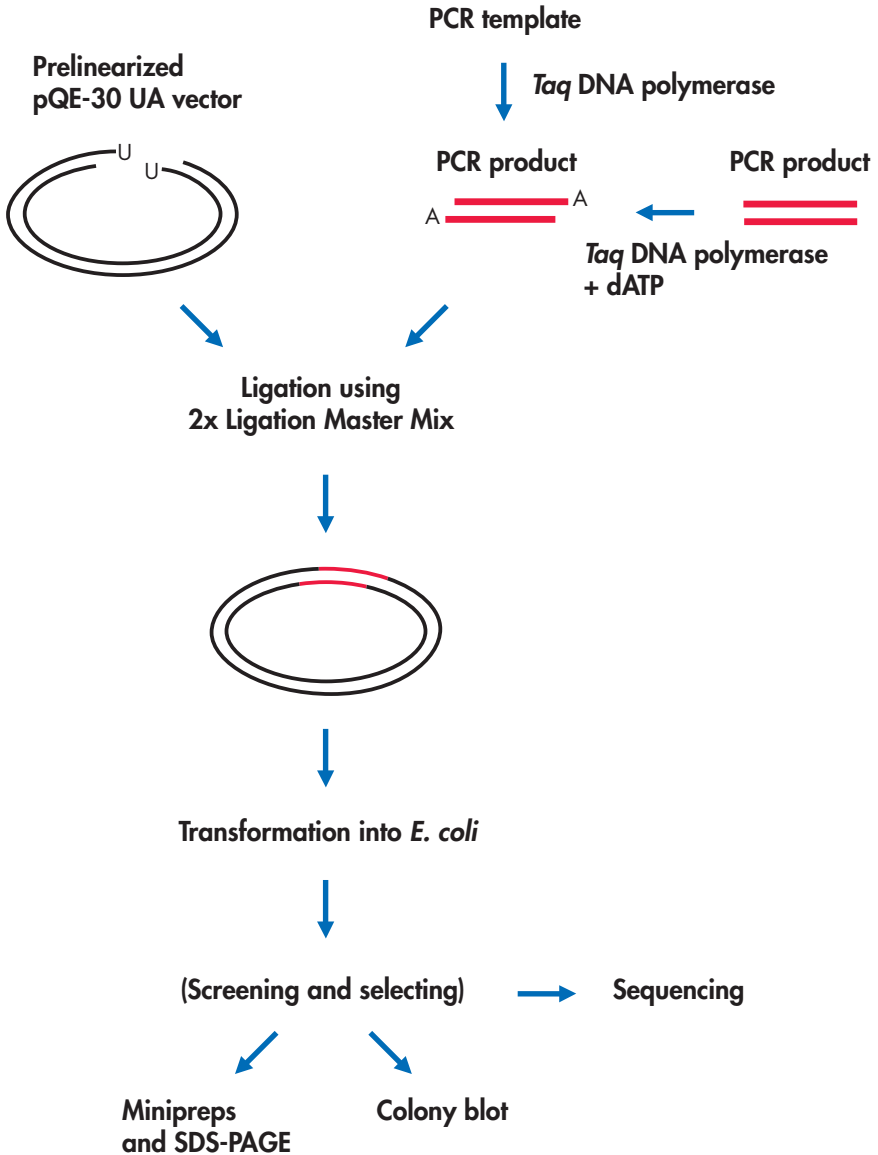 PCR template
Prelinearized
pQE-30 UA vector
Taq DNA polymerase
U
U
PCR product
A
A
PCR product
Taq DNA polymerase
+ dATP
Ligation using
2x Ligation Master Mix
Transformation into E. coli
(Screening and selecting)
Sequencing
Minipreps
and SDS-PAGE
Colony blot